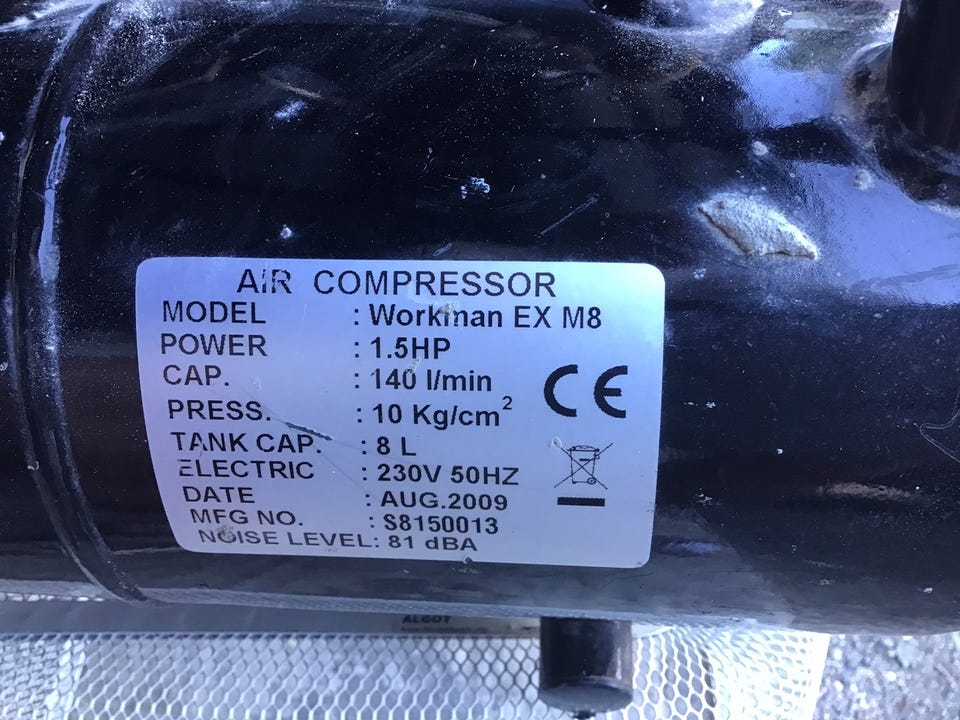 AIR COMPRESSOR
MODEL : Workman EX M8
POWER : 1.5HP
CAP. : 140 l/min
PRESS. : 10 Kg/cm²
TANK CAP. : 8 L
ELECTRIC : 230V 50HZ
DATE : AUG.2009
MFG NO. : S8150013
NOISE LEVEL: 81 dBA
CE
ALGOT